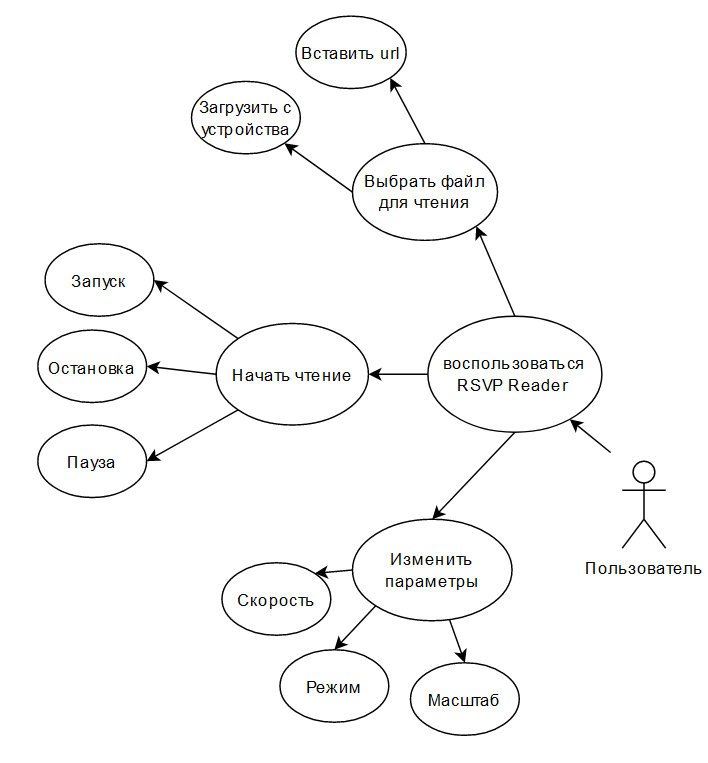 Вставить url
Загрузить с
устройства
Выбрать файл
для чтения
Запуск
Остановка
Пауза
Начать чтение
воспользоваться
RSVP Reader
Пользователь
Изменить
параметры
Скорость
Режим
Масштаб